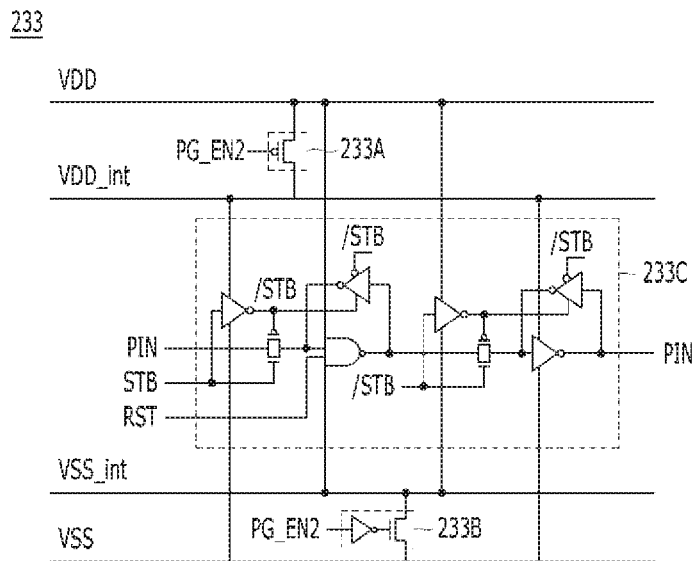 233
VDD
PG_EN2
233A
VDD_int
/STB
/STB
/STB
233C
PIN
PIN
STB
/STB
RST
VSS_int
PG_EN2
233B
VSS